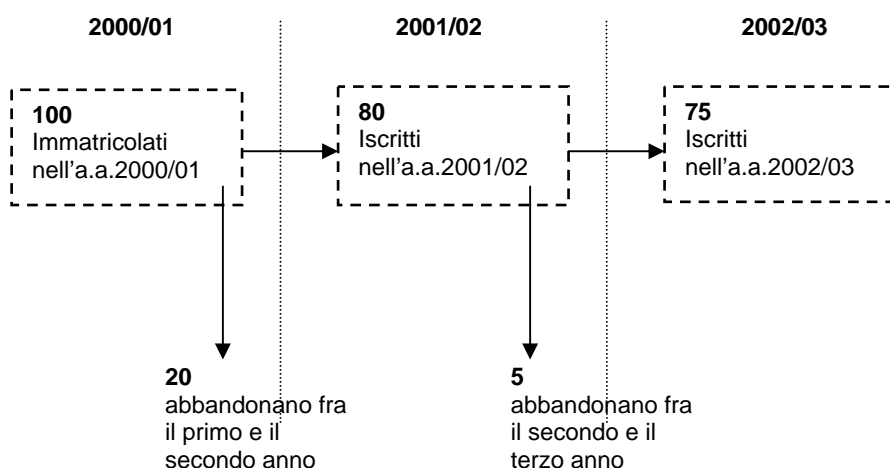 2000/01
2001/02
2002/03
100
Immatricolati
nell'a.a.2000/01
80
Iscritti
nell'a.a.2001/02
75
Iscritti
nell'a.a.2002/03
20
abbandonano fra
il primo e il
secondo anno
5
abbandonano fra
il secondo e il
terzo anno